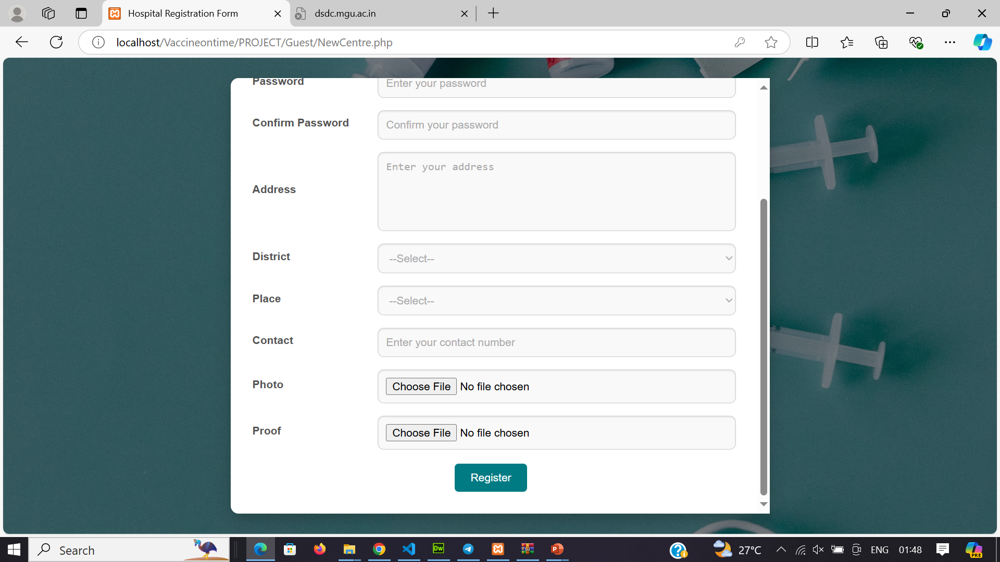 Hospital Registration Form
dsdc.mgu.ac.in
localhost/Vaccineontime/PROJECT/Guest/NewCentre.php
Password
Enter your password
Confirm Password
Confirm your password
Address
Enter your address
District
--Select--
Place
--Select--
Contact
Enter your contact number
Photo
Choose File No file chosen
Proof
Choose File No file chosen
Register
Search
Dw
P
27°C
ENG
01:48
PRE